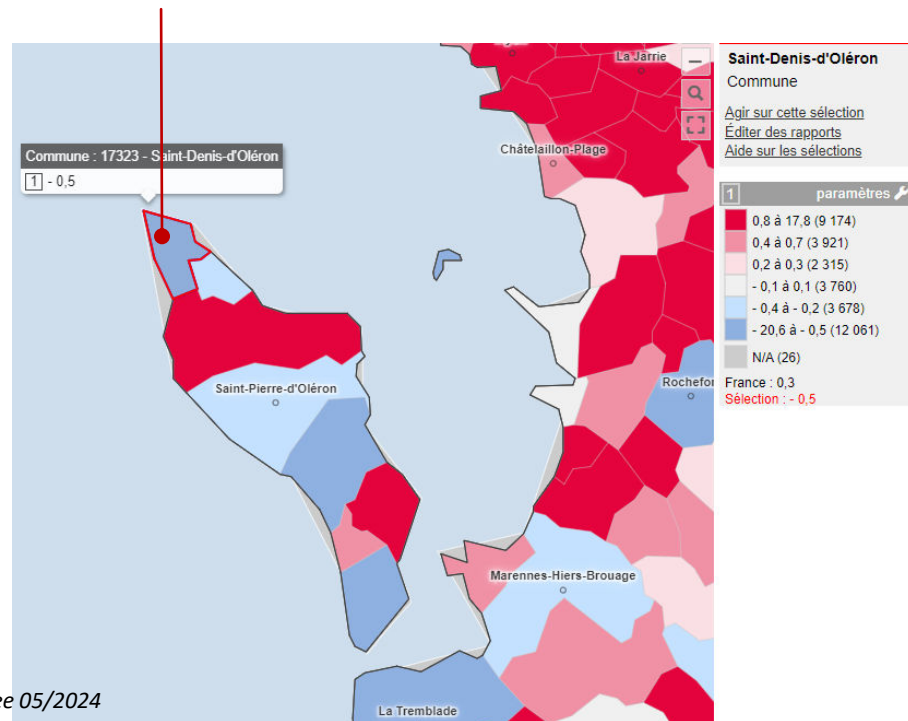 La Jarrie
Châtelaillon-Plage
Commune : 17323 - Saint-Denis-d'Oléron
1 - 0,5
Saint-Pierre-d'Oléron
Marennes-Hiers-Brouage
La Tremblade
05/2024
Saint-Denis-d'Oléron
Commune
Agir sur cette sélection
Éditer des rapports
Aide sur les sélections
1 paramètres
0,8 à 17,8 (9 174)
0,4 à 0,7 (3 921)
0,2 à 0,3 (2 315)
- 0,1 à 0,1 (3 760)
- 0,4 à - 0,2 (3 678)
- 20,6 à - 0,5 (12 061)
N/A (26)
France : 0,3
Sélection : - 0,5